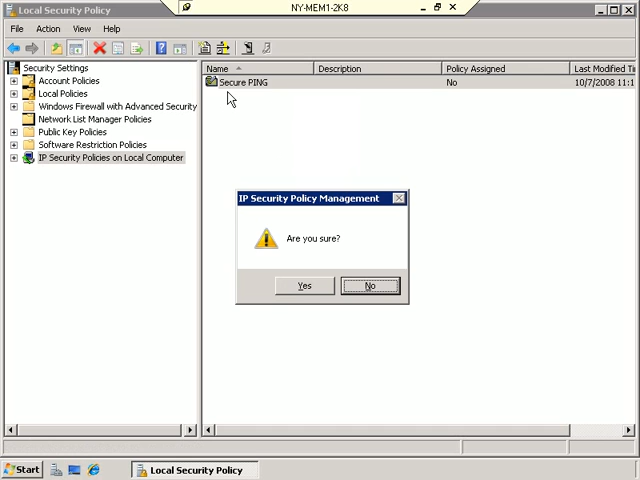 Local Security Policy
NY-MEM1-2K8
File Action View Help
Security Settings
Account Policies
Local Policies
Windows Firewall with Advanced Security
Network List Manager Policies
Public Key Policies
Software Restriction Policies
IP Security Policies on Local Computer
Name Description Policy Assigned Last Modified Ti
Secure PING No 10/7/2008 11:1
IP Security Policy Management
Are you sure?
Yes No
Start Local Security Policy